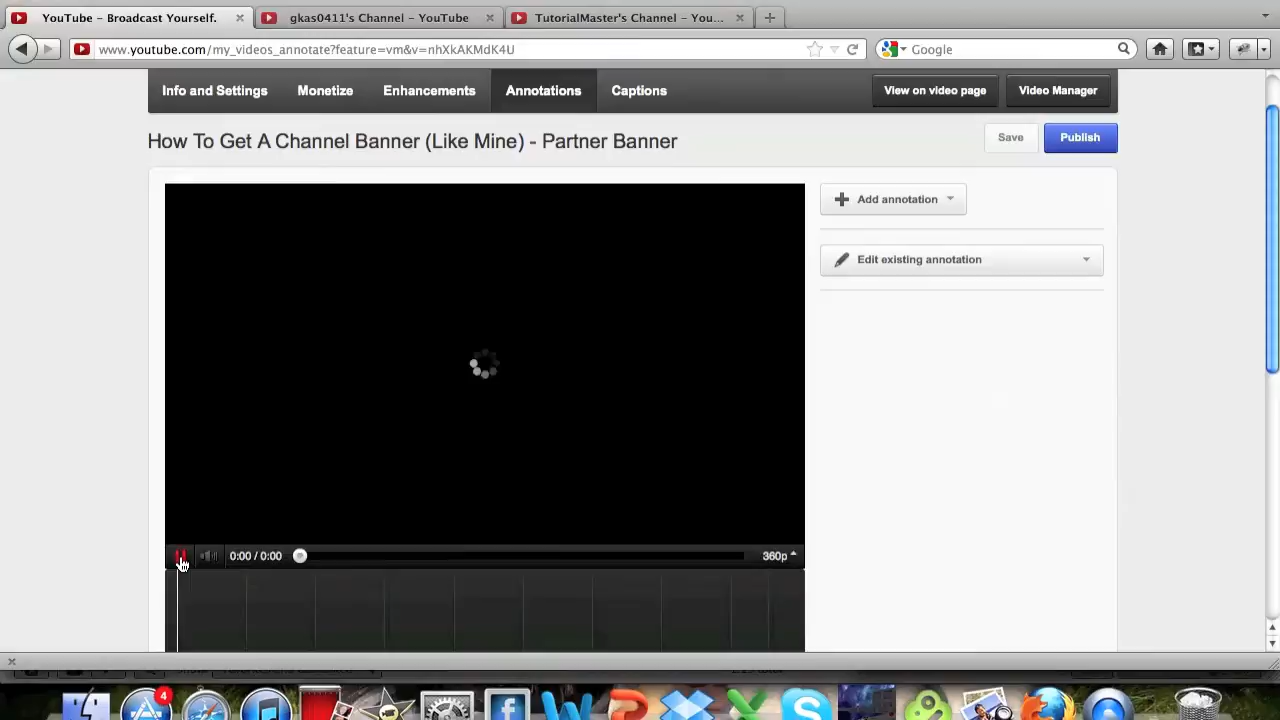 YouTube - Broadcast Yourself.
gkas0411's Channel - YouTube
TutorialMaster's Channel - You...
www.youtube.com/my_videos_annotate?feature=vm&v=nhXkAKMdK4U
Google
Info and Settings
Monetize
Enhancements
Annotations
Captions
View on video page
Video Manager
How To Get A Channel Banner (Like Mine) - Partner Banner
Save
Publish
Add annotation
Edit existing annotation
0:00 / 0:00
360p
4